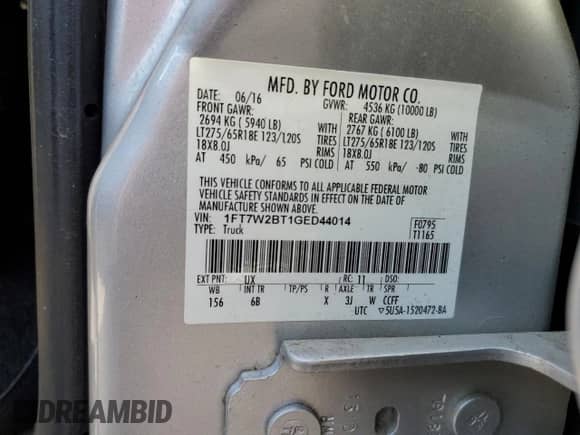 MFD. BY FORD MOTOR CO.
DATE: 06/16 GVWR: 4536 KG (10000 LB)
FRONT GAWR: REAR GAWR:
2694 KG ( 5940 LB) WITH 2767 KG ( 6100 LB) WITH
LT275/65R18E 123/120S TIRES LT275/65R18E 123/120S TIRES
18X8.0J RIMS 18X8.0J RIMS
AT 450 kPa/ 65 PSI COLD AT 550 kPa/ 80 PSI COLD
THIS VEHICLE CONFORMS TO ALL APPLICABLE FEDERAL MOTOR
VEHICLE SAFETY STANDARDS IN EFFECT ON THE DATE OF
MANUFACTURE SHOWN ABOVE.
VIN: 1FT7W2BT1GED44014 F0795
TYPE: Truck T1165
EXT PNT: UX RC: 11 DSO:
WB INT TR TP/PS R AXLE TR SPR
156 6B X 3J W CCFF
UTC ▽5U5A-1520472-BA
DREAMBID